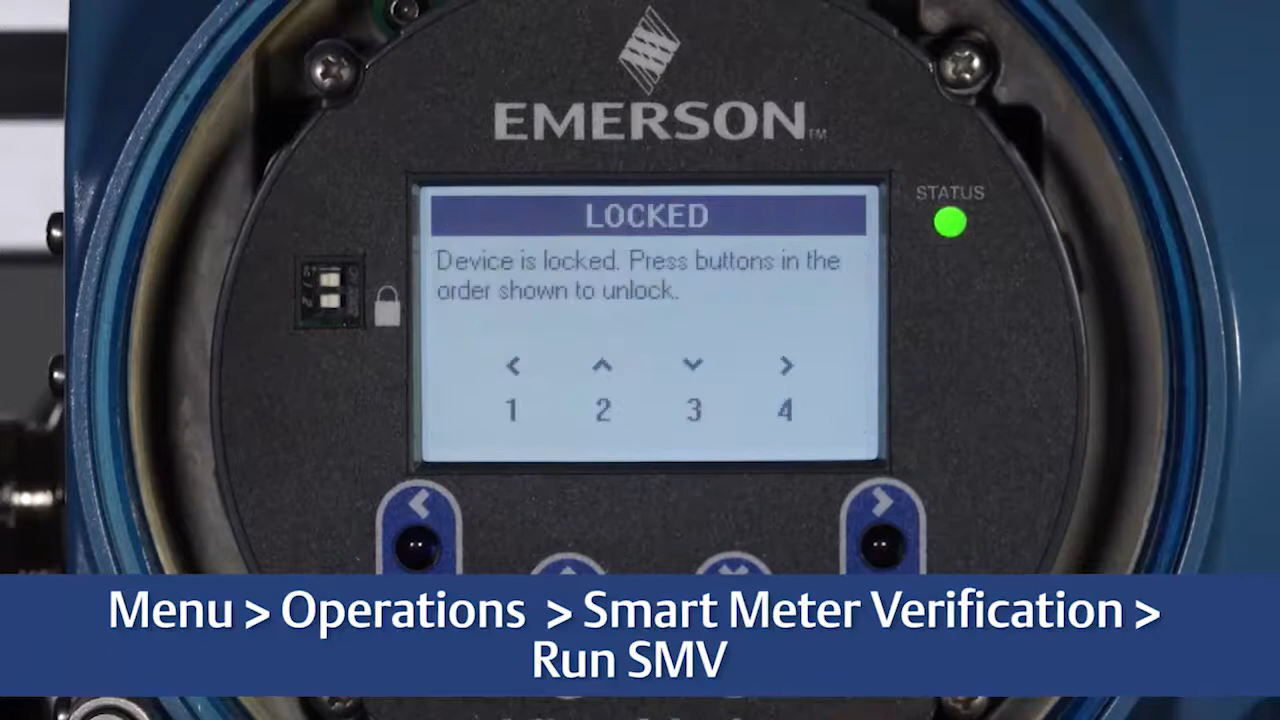 EMERSON™
STATUS
LOCKED
Device is locked. Press buttons in the
order shown to unlock.
1 2 3 4
Menu > Operations > Smart Meter Verification >
Run SMV